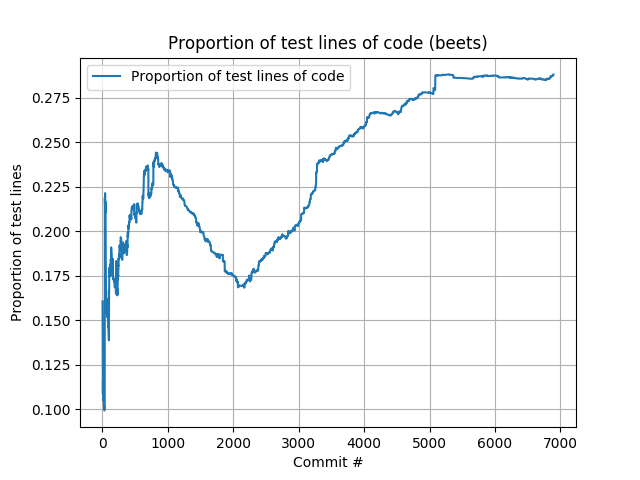 Proportion of test lines of code (beets)
Proportion of test lines of code
0.275
0.250
0.225
0.200
0.175
0.150
0.125
0.100
Proportion of test lines
0 1000 2000 3000 4000 5000 6000 7000
Commit #